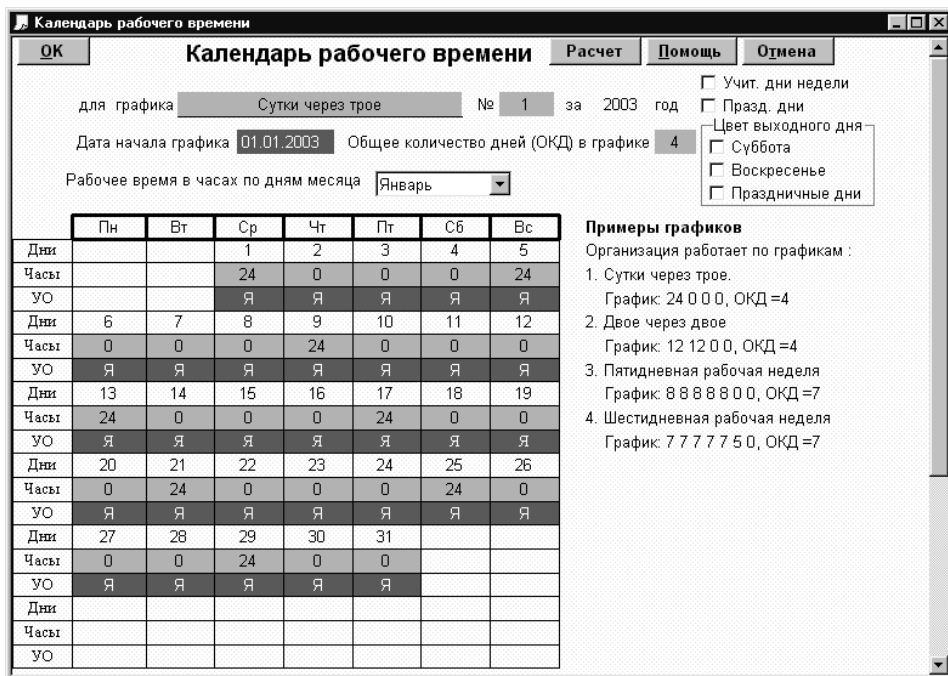 Календарь рабочего времени
OK Календарь рабочего времени Расчет Помощь Отмена
Учит. дни недели
для графика Сутки через трое № 1 за 2003 год Празд. дни
Цвет выходного дня
Дата начала графика 01.01.2003 Общее количество дней (ОКД) в графике 4 Суббота
Воскресенье
Рабочее время в часах по дням месяца Январь Праздничные дни
Пн Вт Ср Чт Пт Сб Вс Примеры графиков
Дни 1 2 3 4 5 Организация работает по графикам :
Часы 24 0 0 0 24 1. Сутки через трое.
УО Я Я Я Я Я График: 24 0 0 0, ОКД =4
Дни 6 7 8 9 10 11 12 2. Двое через двое
Часы 0 0 0 24 0 0 0 График: 12 12 0 0, ОКД =4
УО Я Я Я Я Я Я Я 3. Пятидневная рабочая неделя
Дни 13 14 15 16 17 18 19 График: 8 8 8 8 8 0 0, ОКД =7
Часы 24 0 0 0 24 0 0 4. Шестидневная рабочая неделя
УО Я Я Я Я Я Я Я График: 7 7 7 7 7 5 0, ОКД =7
Дни 20 21 22 23 24 25 26
Часы 0 24 0 0 0 24 0
УО Я Я Я Я Я Я Я
Дни 27 28 29 30 31
Часы 0 0 24 0 0
УО Я Я Я Я Я
Дни
Часы
УО